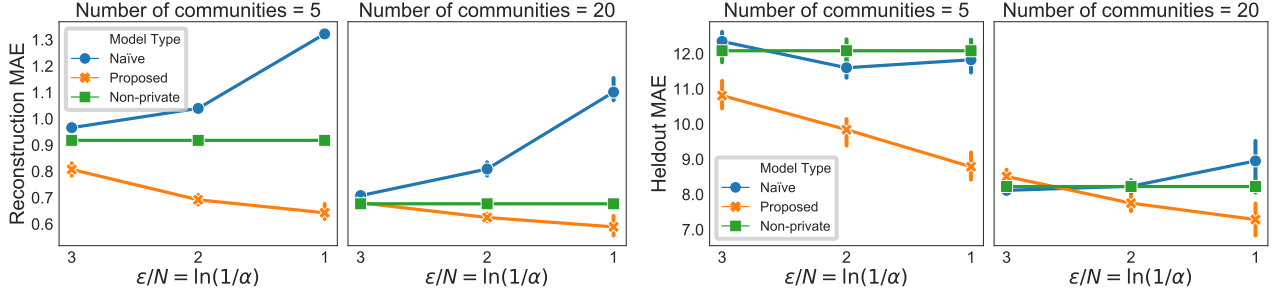 Number of communities = 5
Number of communities = 20
Reconstruction MAE
1.3
1.2
1.1
1.0
0.9
0.8
0.7
0.6
Model Type
Naïve
Proposed
Non-private
3 2 1
ε/N = ln(1/α)
3 2 1
ε/N = ln(1/α)
Number of communities = 5
Number of communities = 20
Heldout MAE
12.0
11.0
10.0
9.0
8.0
7.0
Model Type
Naïve
Proposed
Non-private
3 2 1
ε/N = ln(1/α)
3 2 1
ε/N = ln(1/α)